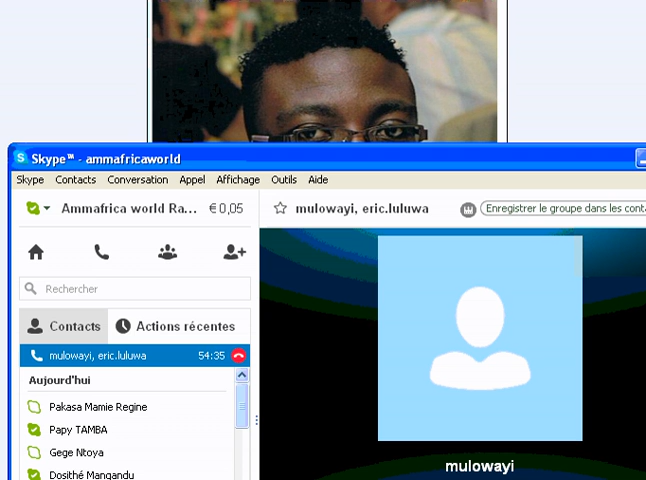 Skype™ - ammafricaworld
Skype Contacts Conversation Appel Affichage Outils Aide
Ammafrica world Ra... €0,05
mulowayi, eric.luluwa
Enregistrer le groupe dans les cont
Rechercher
Contacts Actions récentes
mulowayi, eric.luluwa 54:35
Aujourd'hui
Pakasa Mamie Regine
Papy TAMBA
Gege Ntoya
Dosithé Mangandu
mulowayi